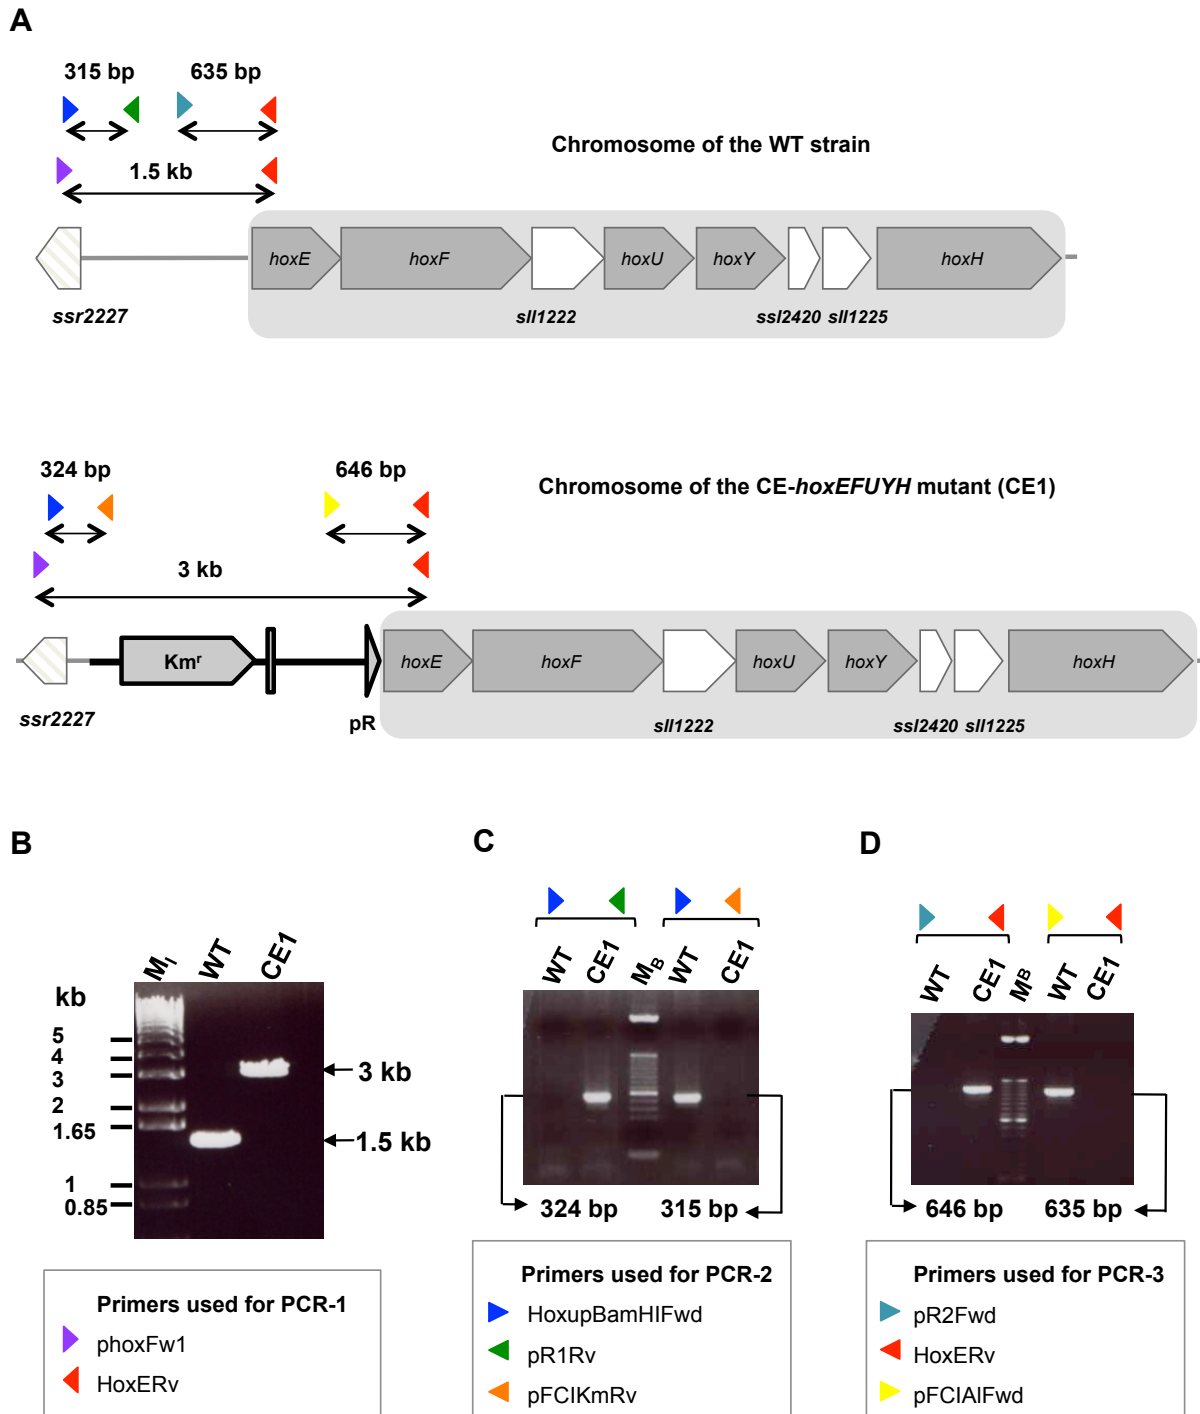 A
315 bp
635 bp
1.5 kb
Chromosome of the WT strain
hoxE
hoxF
hoxU
hoxY
hoxH
ssr2227
sll1222
ssl2420
sll1225
324 bp
646 bp
3 kb
Chromosome of the CE-hoxEFUYH mutant (CE1)
Kmr
hoxE
hoxF
hoxU
hoxY
hoxH
ssr2227
pR
sll1222
ssl2420
sll1225
B
kb
MI
WT
CE1
5
4
3
2
1.65
1
0.85
3 kb
1.5 kb
Primers used for PCR-1
phoxFw1
HoxERv
C
WT
CE1
MB
WT
CE1
324 bp
315 bp
Primers used for PCR-2
HoxupBamHIFwd
pR1Rv
pFCIKmRv
D
WT
CE1
MB
WT
CE1
646 bp
635 bp
Primers used for PCR-3
pR2Fwd
HoxERv
pFCIAIFwd